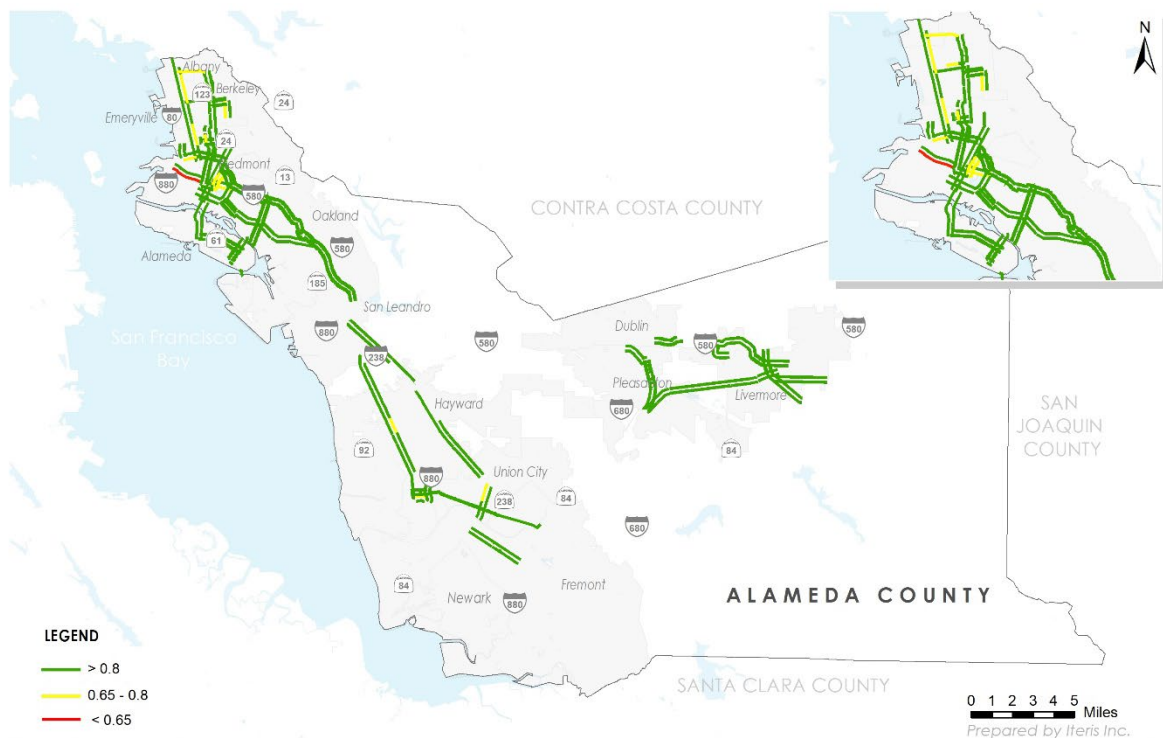 N
Albany
123
Berkeley
24
Emeryville
80
24
Piedmont
880
13
580
Oakland
61
580
Alameda
185
San Leandro
880
238
580
San Francisco
Bay
CONTRA COSTA COUNTY
Dublin
580
580
Pleasanton
680
Livermore
84
SAN
JOAQUIN
COUNTY
Hayward
92
880
Union City
238
84
680
84
Newark
880
Fremont
ALAMEDA COUNTY
SANTA CLARA COUNTY
LEGEND
> 0.8
0.65 - 0.8
< 0.65
0 1 2 3 4 5
Miles
Prepared by Iteris Inc.